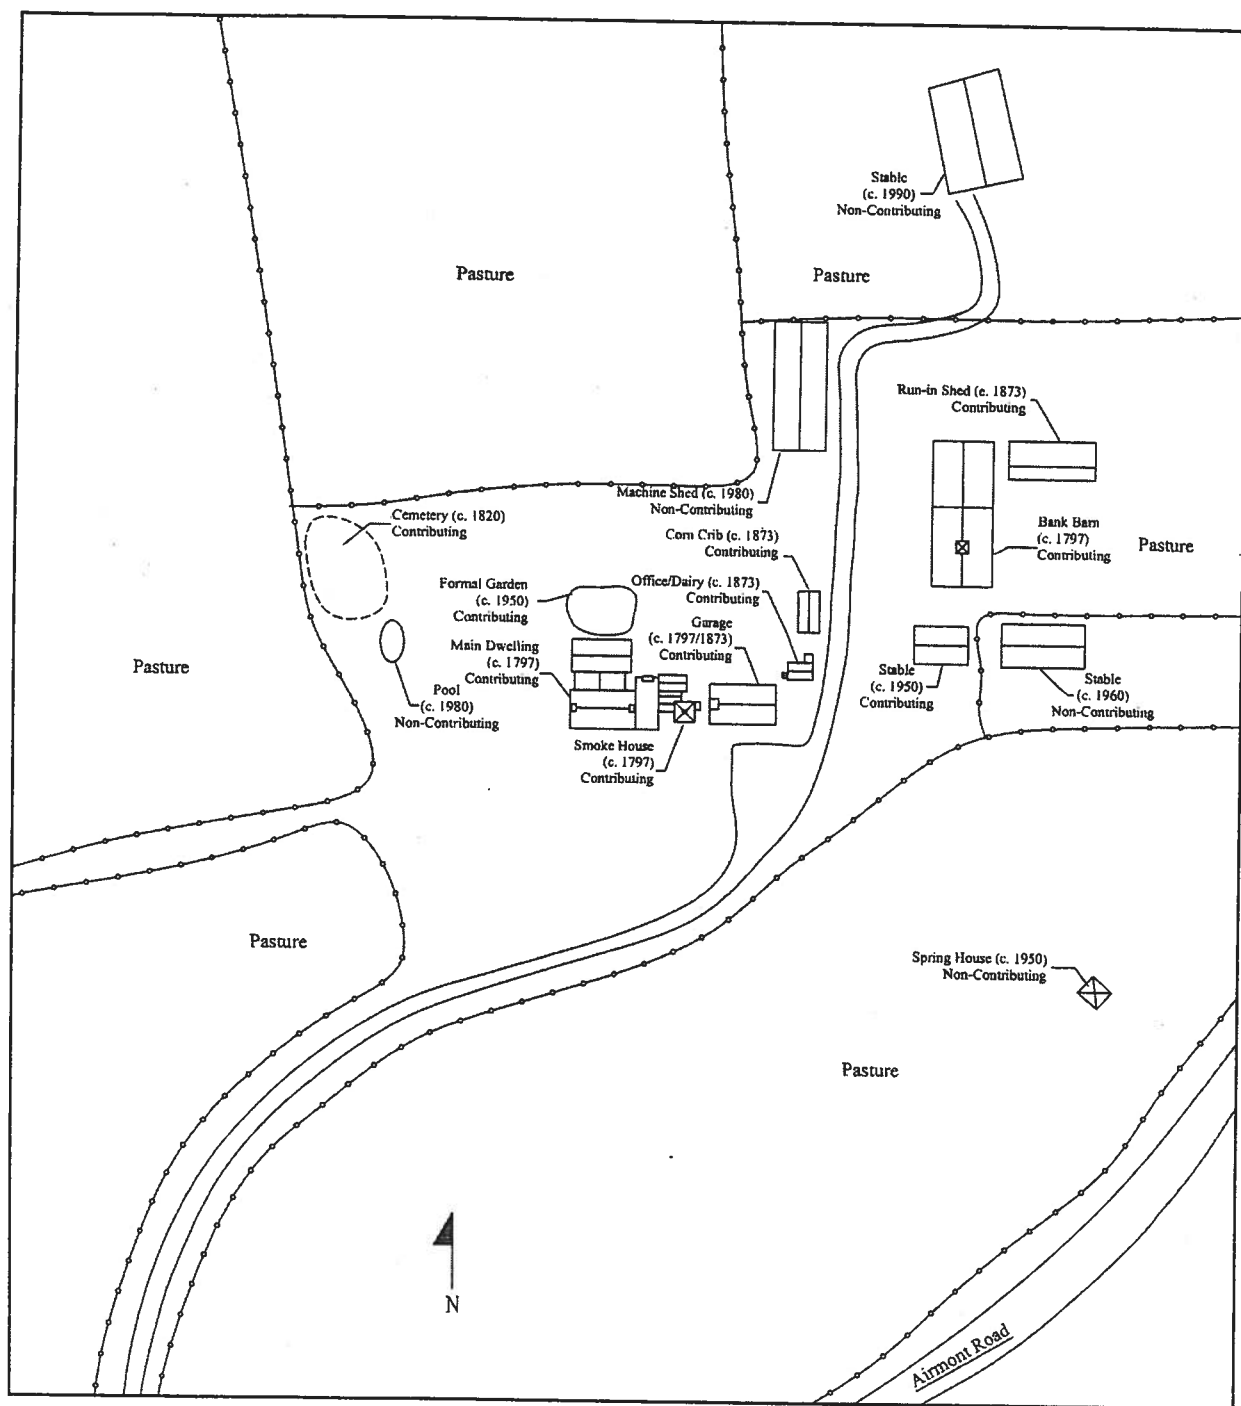 Stable
(c. 1990)
Non-Contributing
Pasture
Pasture
Run-in Shed (c. 1873)
Contributing
Machine Shed (c. 1980)
Non-Contributing
Cemetery (c. 1820)
Contributing
Corn Crib (c. 1873)
Contributing
Bank Barn
(c. 1797)
Contributing
Pasture
Formal Garden
(c. 1950)
Contributing
Office/Dairy (c. 1873)
Contributing
Garage
(c. 1797/1873)
Contributing
Main Dwelling
(c. 1797)
Contributing
Pasture
Pool
(c. 1980)
Non-Contributing
Stable
(c. 1950)
Contributing
Stable
(c. 1960)
Non-Contributing
Smoke House
(c. 1797)
Contributing
Pasture
Spring House (c. 1950)
Non-Contributing
Pasture
N
Airmont Road